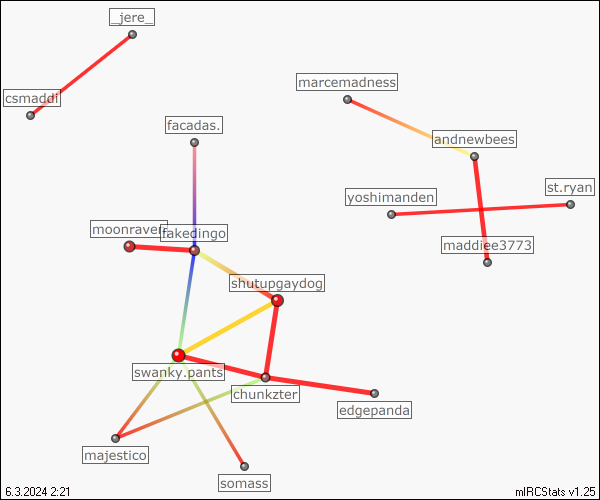 _jere_
marcemadness
csmaddi
facadas.
andnewbees
st.ryan
yoshimanden
moonraven
fakedingo
maddiee3773
shutupgaydog
swanky.pants
chunkzter
edgepanda
majestico
somass
6.3.2024 2:21
mIRCStats v1.25